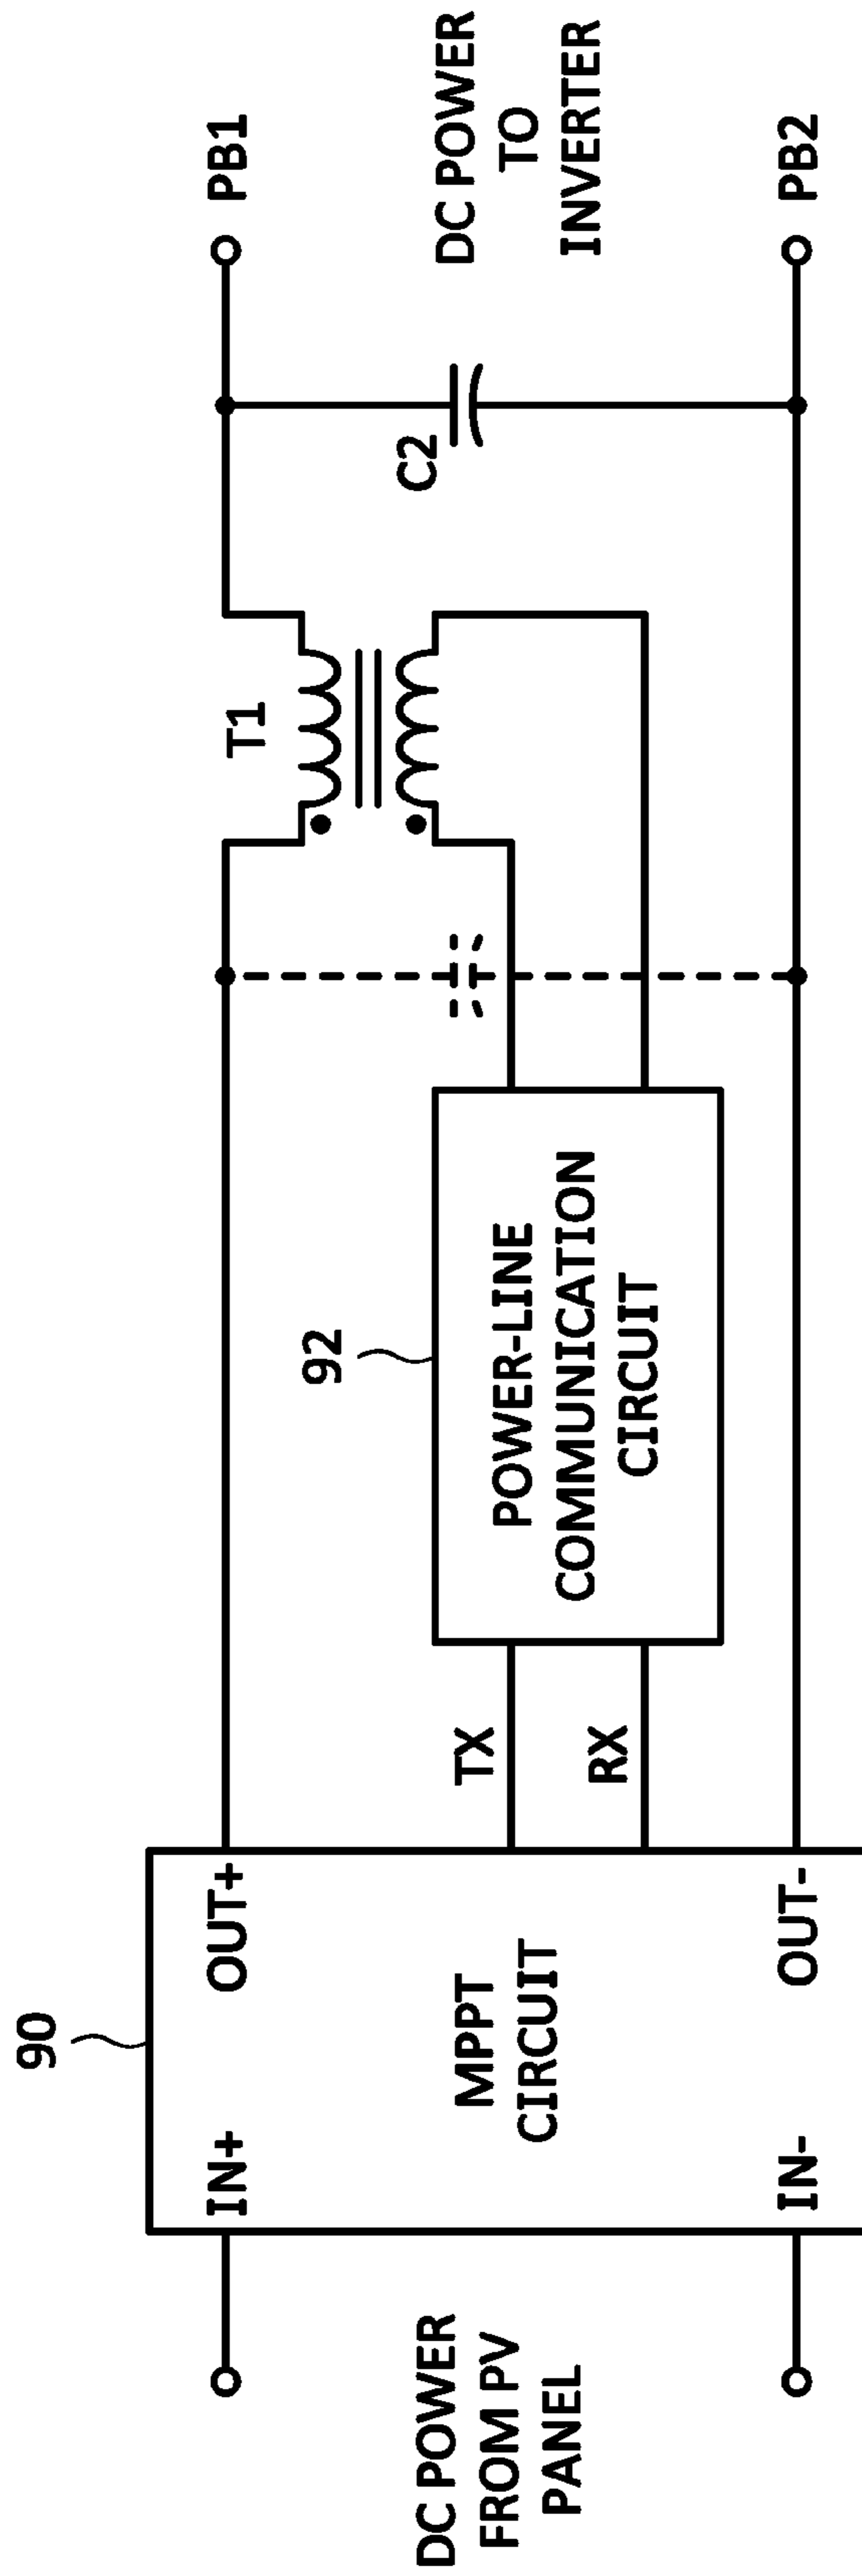 90
IN+
OUT+
MPPT
CIRCUIT
IN-
OUT-
DC POWER
FROM PV
PANEL
TX
RX
92
POWER-LINE
COMMUNICATION
CIRCUIT
T1
C2
PB1
DC POWER
TO
INVERTER
PB2